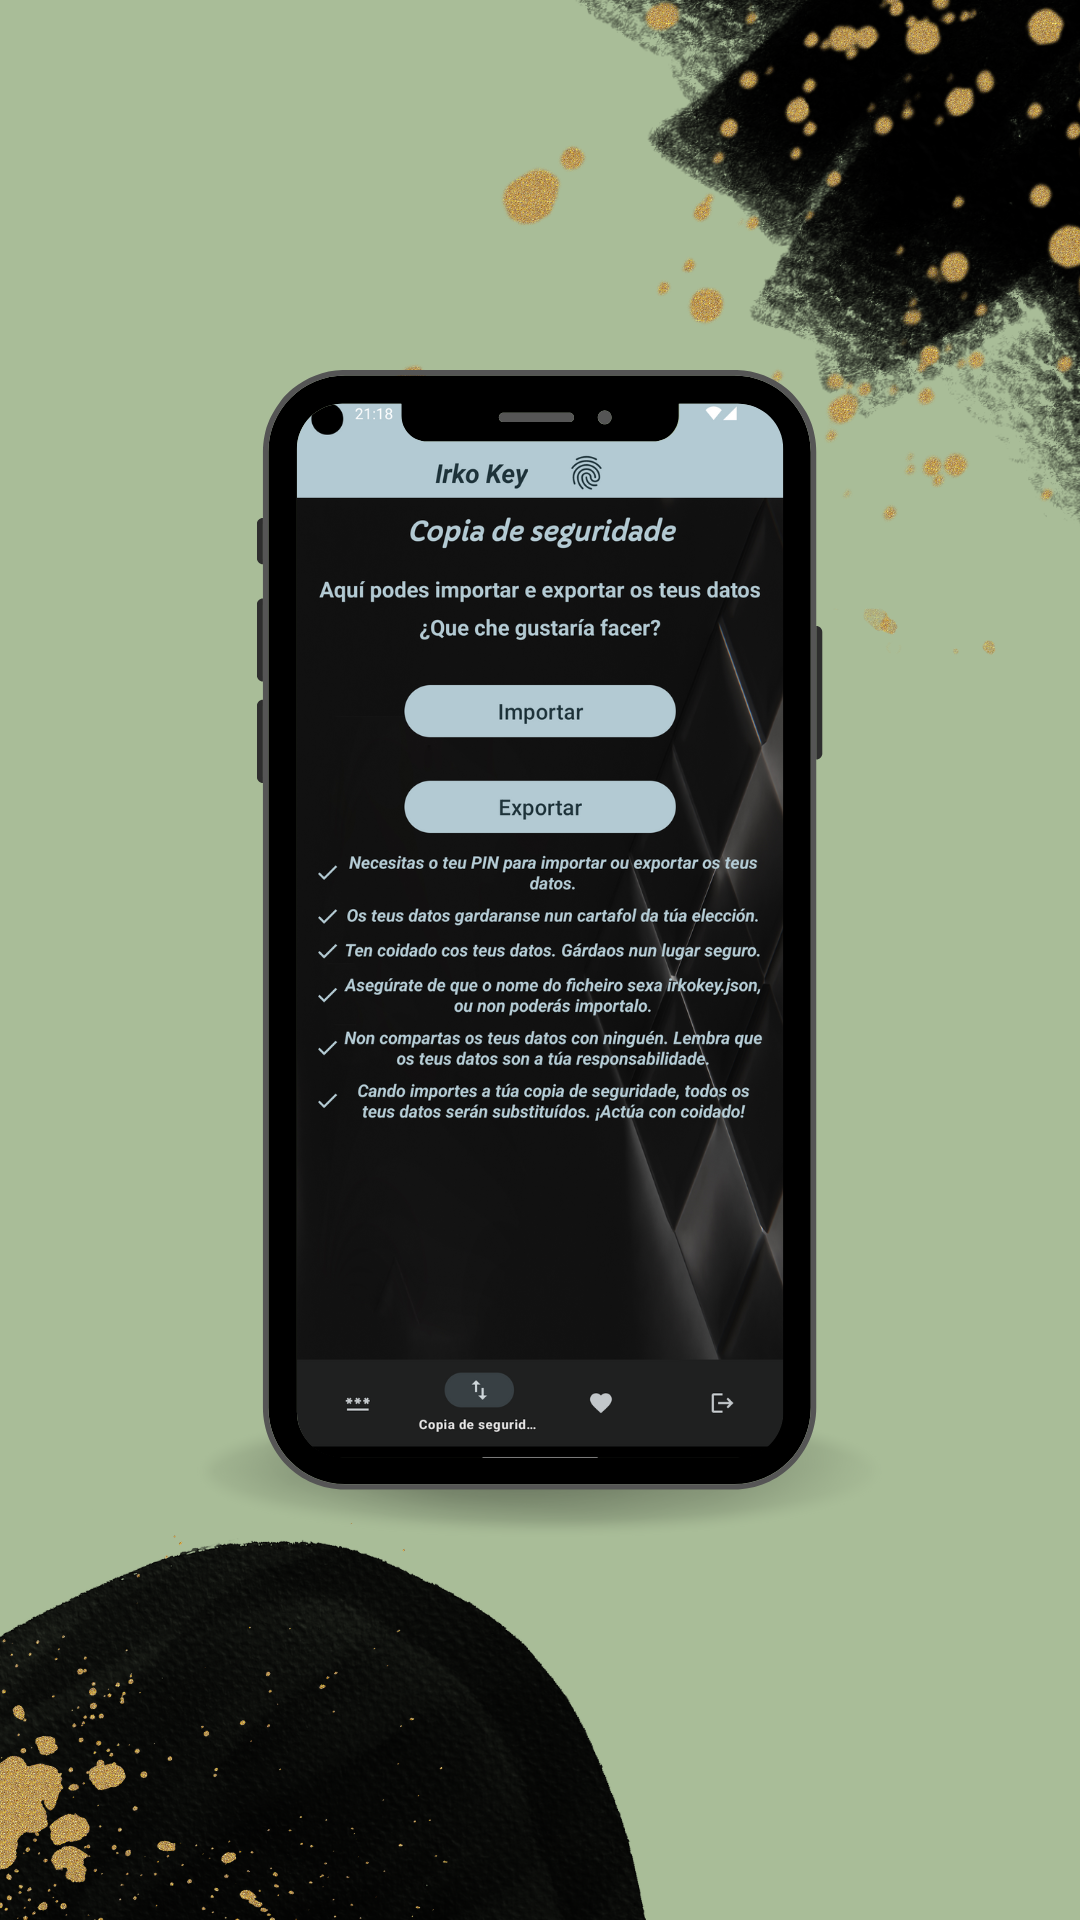 21:18
Irko Key
Copia de seguridade
Aquí podes importar e exportar os teus datos
¿Que che gustaría facer?
Importar
Exportar
Necesitas o teu PIN para importar ou exportar os teus
datos.
Os teus datos gardaranse nun cartafol da túa elección.
Ten coidado cos teus datos. Gárdaos nun lugar seguro.
Asegúrate de que o nome do ficheiro sexa irkokey.json,
ou non poderás importalo.
Non compartas os teus datos con ninguén. Lembra que
os teus datos son a túa responsabilidade.
Cando importes a túa copia de seguridade, todos os
teus datos serán substituídos. ¡Actúa con coidado!
Copia de segurid...